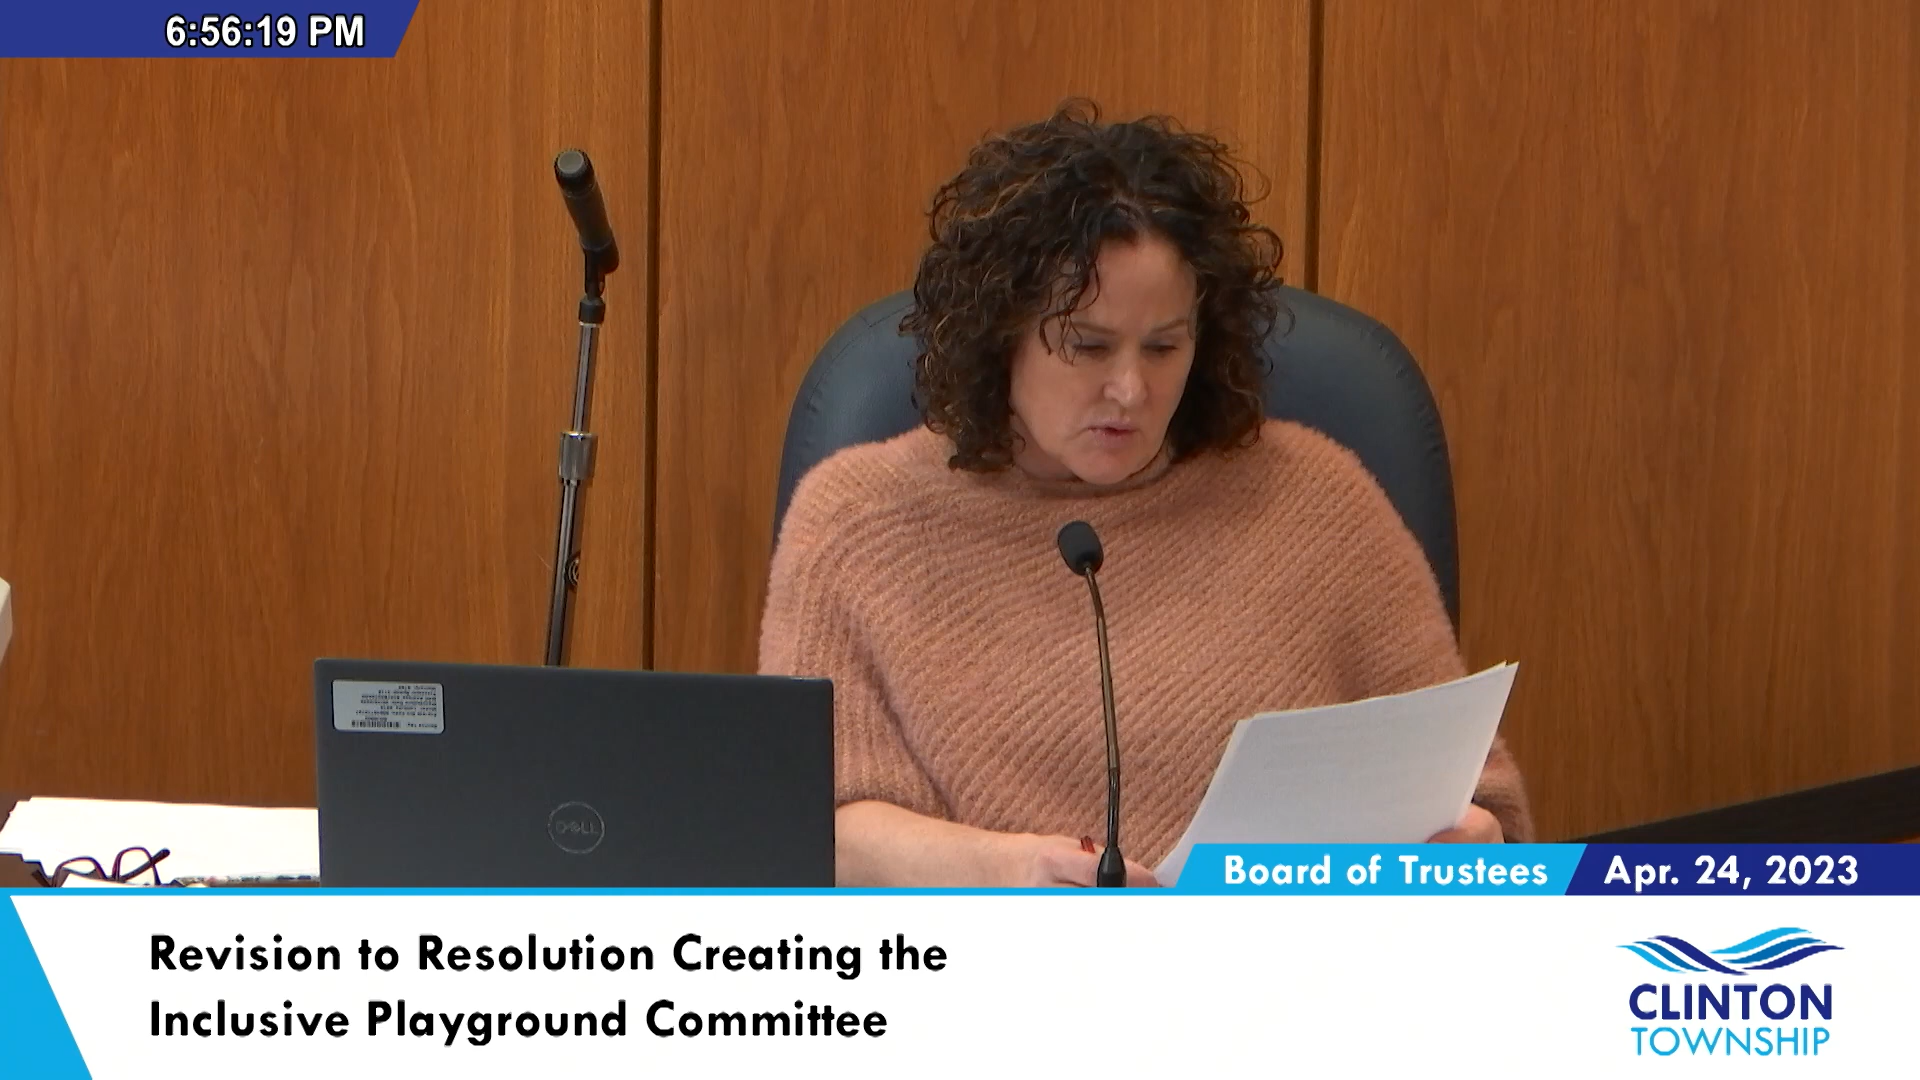 6:56:19 PM
DELL
Board of Trustees
Apr. 24, 2023
Revision to Resolution Creating the
Inclusive Playground Committee
CLINTON
TOWNSHIP